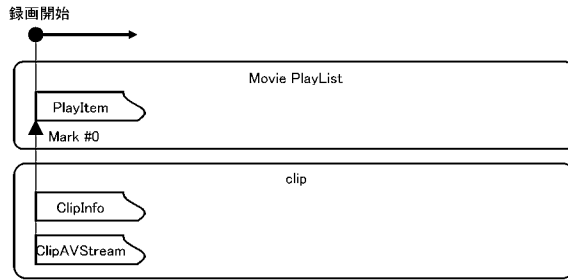 録画開始
Movie PlayList
PlayItem
Mark #0
clip
ClipInfo
ClipAVStream